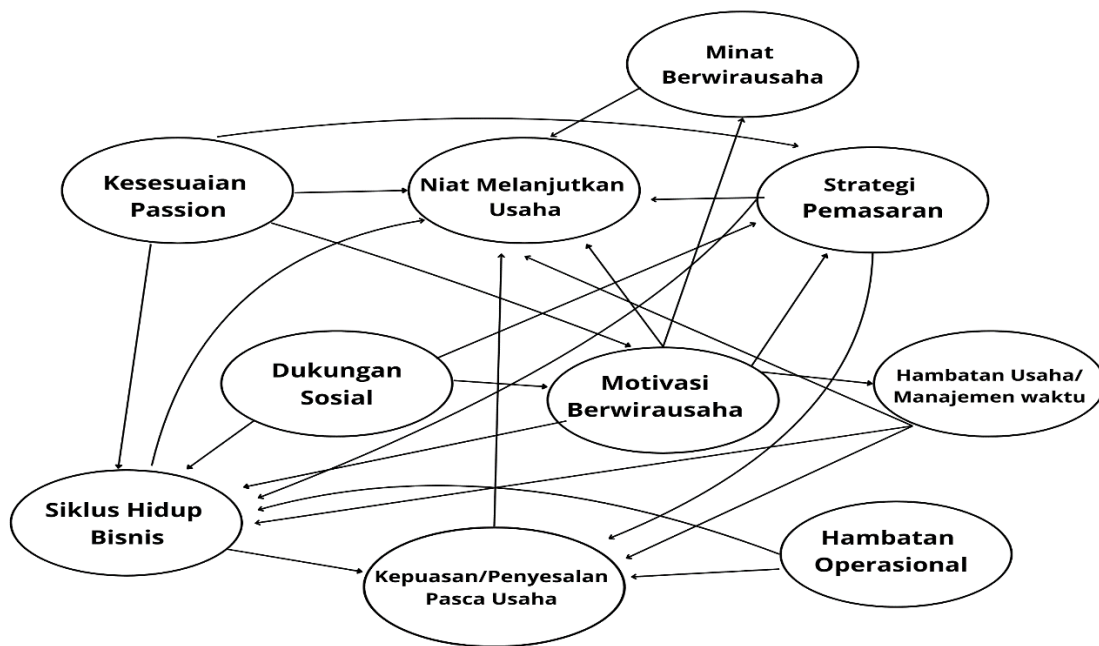 Minat
Berwirausaha
Kesesuaian
Passion
Niat Melanjutkan
Usaha
Strategi
Pemasaran
Dukungan
Sosial
Motivasi
Berwirausaha
Hambatan Usaha/
Manajemen waktu
Siklus Hidup
Bisnis
Kepuasan/Penyesalan
Pasca Usaha
Hambatan
Operasional